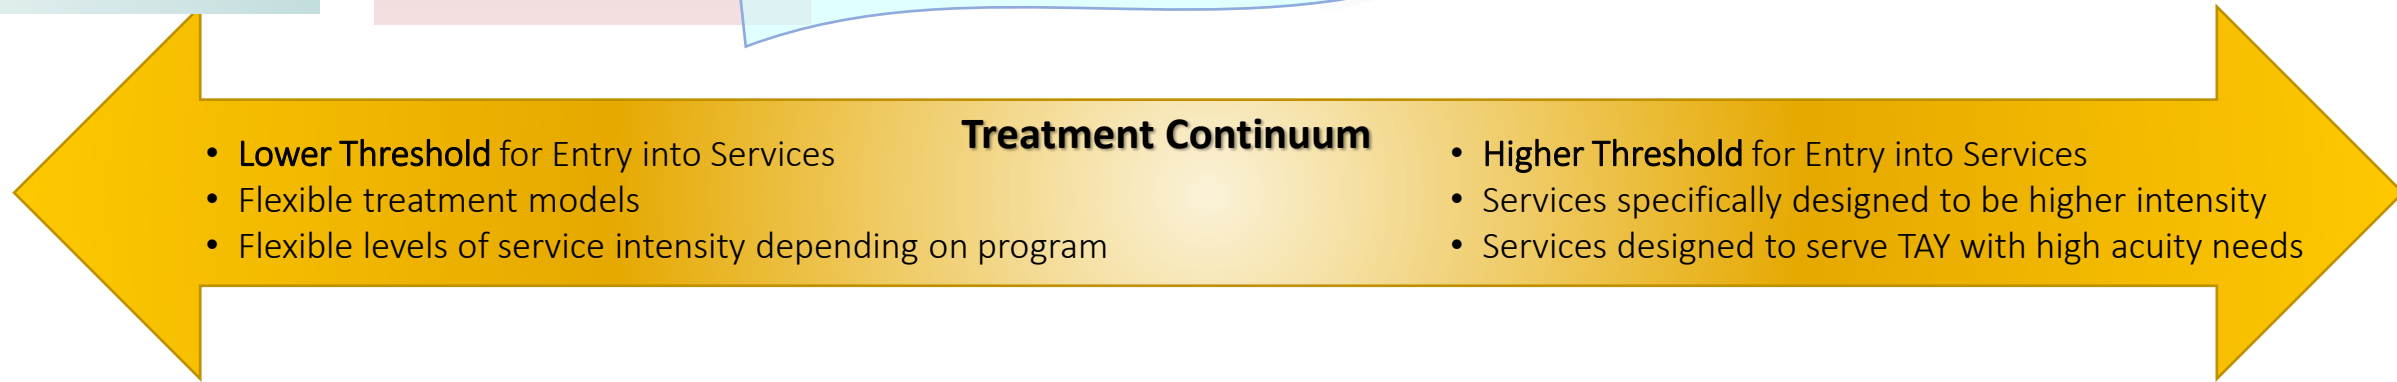 Treatment Continuum
• Lower Threshold for Entry into Services
• Flexible treatment models
• Flexible levels of service intensity depending on program
• Higher Threshold for Entry into Services
• Services specifically designed to be higher intensity
• Services designed to serve TAY with high acuity needs